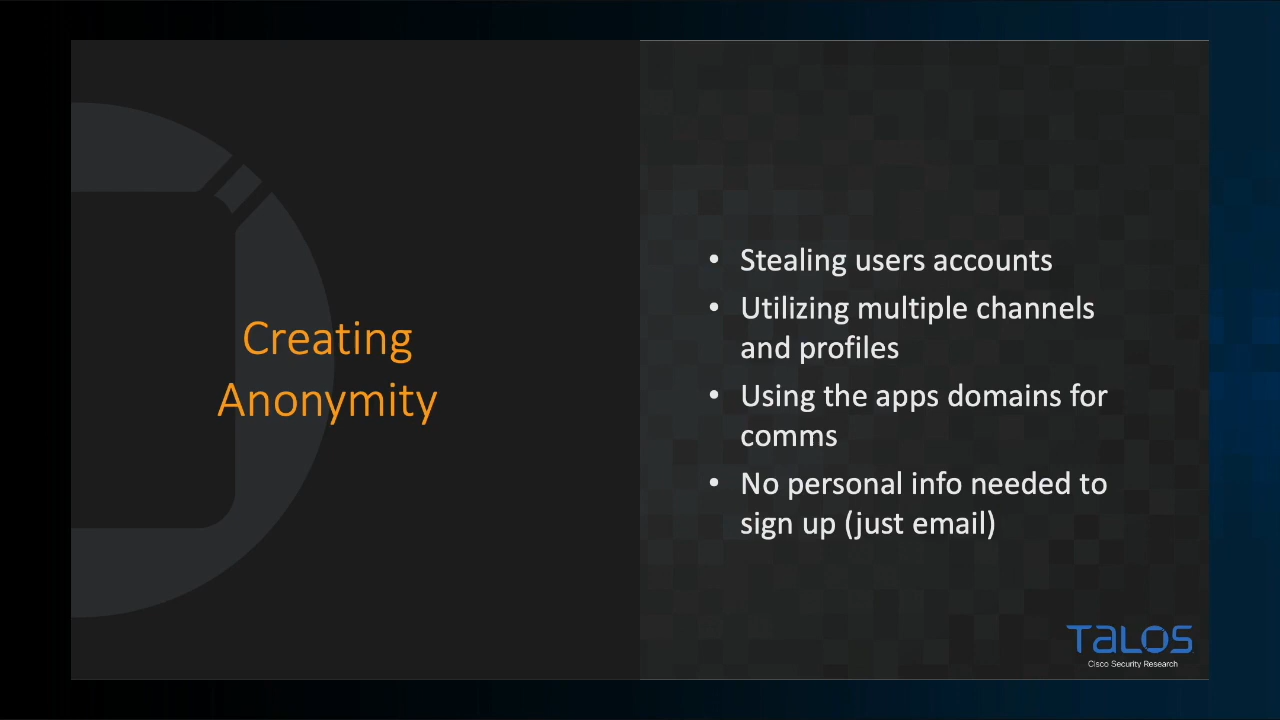 Creating
Anonymity
• Stealing users accounts
• Utilizing multiple channels
and profiles
• Using the apps domains for
comms
• No personal info needed to
sign up (just email)
TALOS
Cisco Security Research